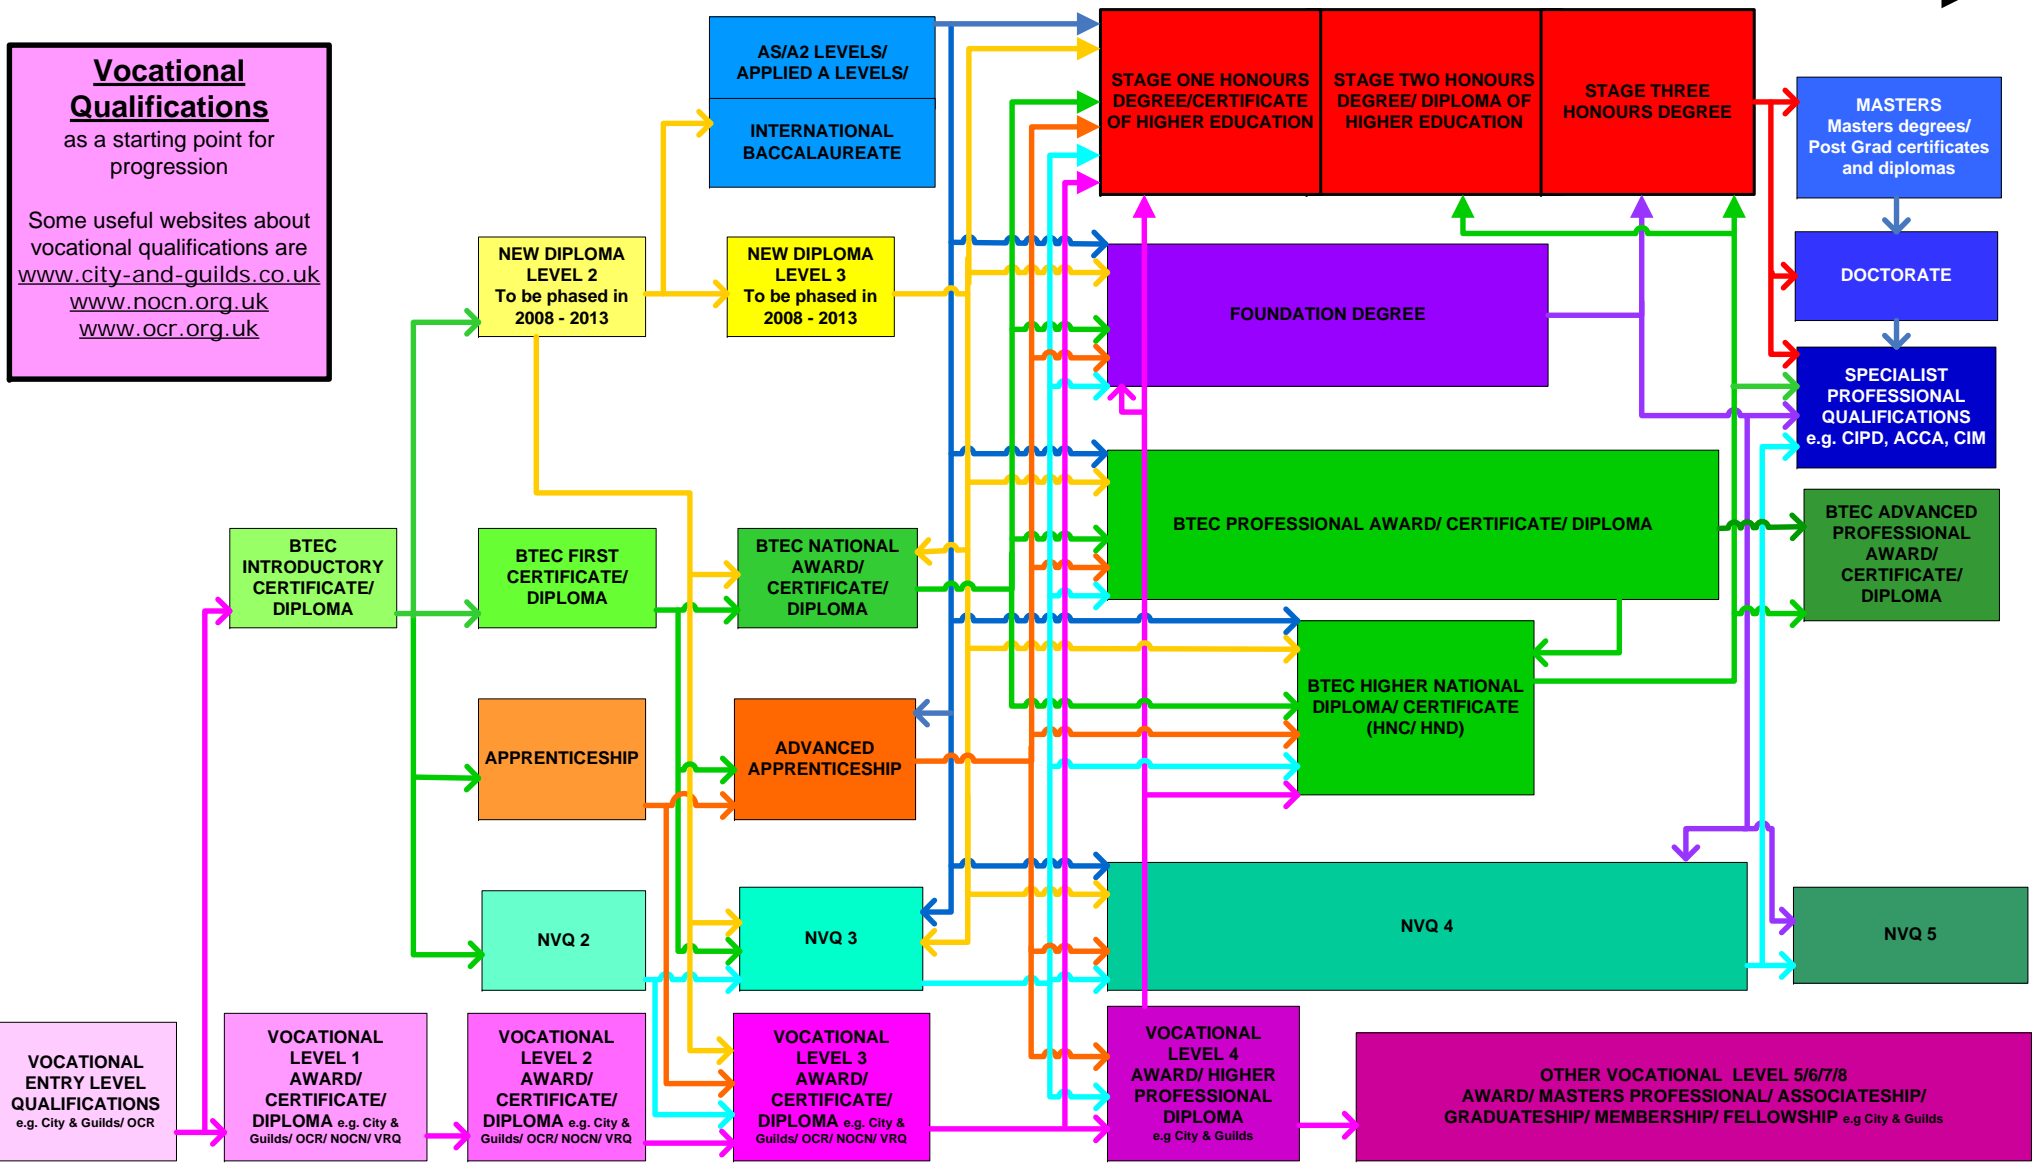 Vocational
Qualifications
as a starting point for
progression
Some useful websites about
vocational qualifications are
www.city-and-guilds.co.uk
www.nocn.org.uk
www.ocr.org.uk
AS/A2 LEVELS/
APPLIED A LEVELS/
INTERNATIONAL
BACCALAUREATE
STAGE ONE HONOURS
DEGREE/CERTIFICATE
OF HIGHER EDUCATION
STAGE TWO HONOURS
DEGREE/ DIPLOMA OF
HIGHER EDUCATION
STAGE THREE
HONOURS DEGREE
MASTERS
Masters degrees/
Post Grad certificates
and diplomas
NEW DIPLOMA
LEVEL 2
To be phased in
2008 - 2013
NEW DIPLOMA
LEVEL 3
To be phased in
2008 - 2013
FOUNDATION DEGREE
DOCTORATE
SPECIALIST
PROFESSIONAL
QUALIFICATIONS
e.g. CIPD, ACCA, CIM
BTEC
INTRODUCTORY
CERTIFICATE/
DIPLOMA
BTEC FIRST
CERTIFICATE/
DIPLOMA
BTEC NATIONAL
AWARD/
CERTIFICATE/
DIPLOMA
BTEC PROFESSIONAL AWARD/ CERTIFICATE/ DIPLOMA
BTEC ADVANCED
PROFESSIONAL
AWARD/
CERTIFICATE/
DIPLOMA
BTEC HIGHER NATIONAL
DIPLOMA/ CERTIFICATE
(HNC/ HND)
APPRENTICESHIP
ADVANCED
APPRENTICESHIP
NVQ 2
NVQ 3
NVQ 4
NVQ 5
VOCATIONAL
ENTRY LEVEL
QUALIFICATIONS
e.g. City & Guilds/ OCR
VOCATIONAL
LEVEL 1
AWARD/
CERTIFICATE/
DIPLOMA e.g. City &
Guilds/ OCR/ NOCN/ VRQ
VOCATIONAL
LEVEL 2
AWARD/
CERTIFICATE/
DIPLOMA e.g. City &
Guilds/ OCR/ NOCN/ VRQ
VOCATIONAL
LEVEL 3
AWARD/
CERTIFICATE/
DIPLOMA e.g. City &
Guilds/ OCR/ NOCN/ VRQ
VOCATIONAL
LEVEL 4
AWARD/ HIGHER
PROFESSIONAL
DIPLOMA
e.g City & Guilds
OTHER VOCATIONAL LEVEL 5/6/7/8
AWARD/ MASTERS PROFESSIONAL/ ASSOCIATESHIP/
GRADUATESHIP/ MEMBERSHIP/ FELLOWSHIP e.g City & Guilds